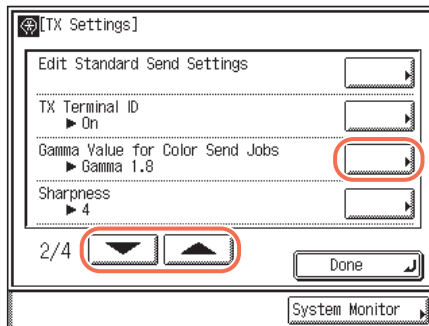 [TX Settings]
Edit Standard Send Settings
TX Terminal ID
▶ On
Gamma Value for Color Send Jobs
▶ Gamma 1.8
Sharpness
▶ 4
2/4
Done
System Monitor